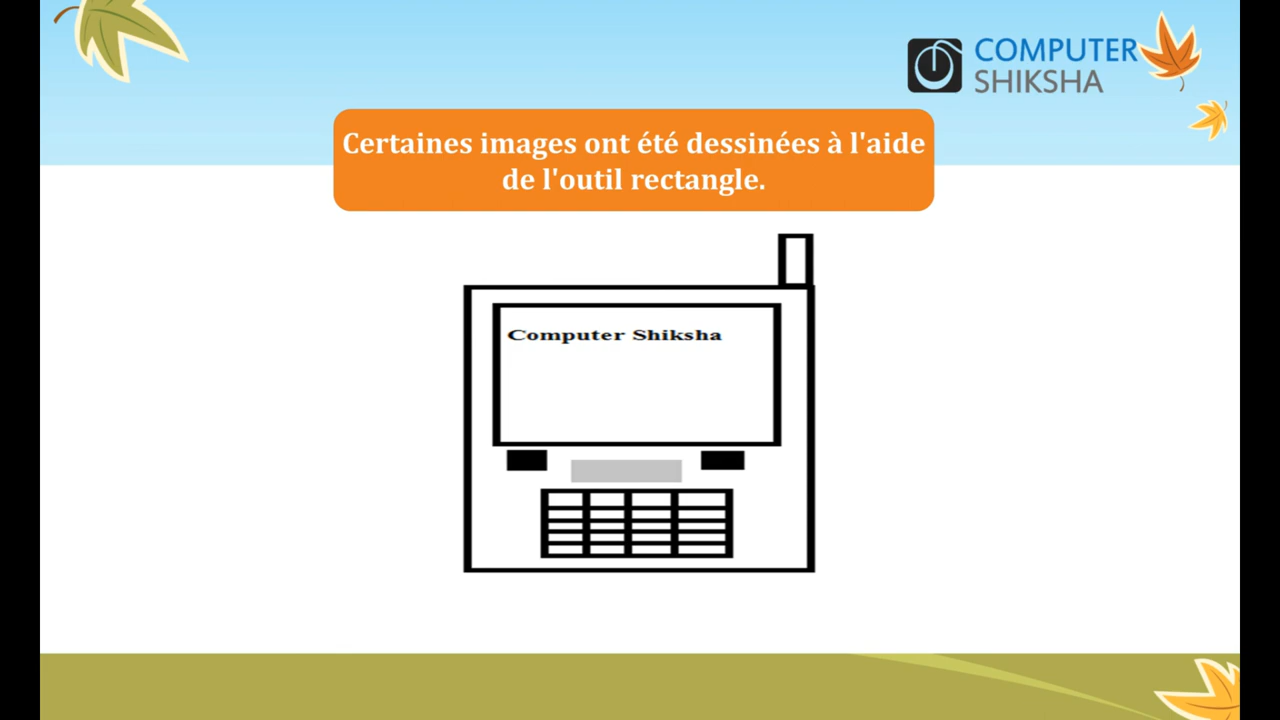 COMPUTER
SHIKSHA
Certaines images ont été dessinées à l'aide
de l'outil rectangle.
Computer Shiksha